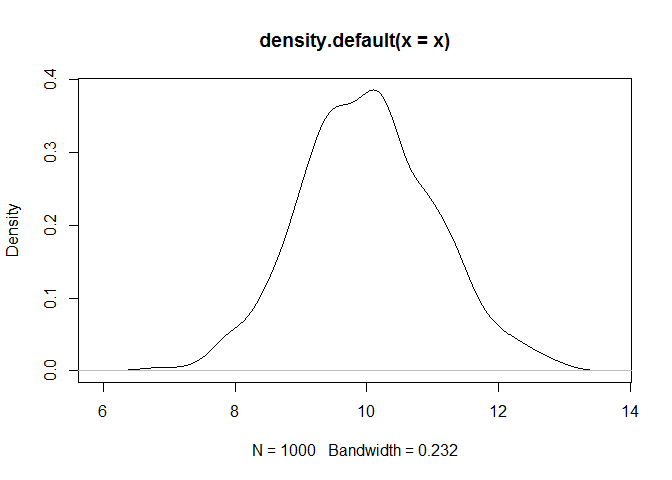 density.default(x = x)
Density
0.4
0.3
0.2
0.1
0.0
6 8 10 12 14
N = 1000 Bandwidth = 0.232